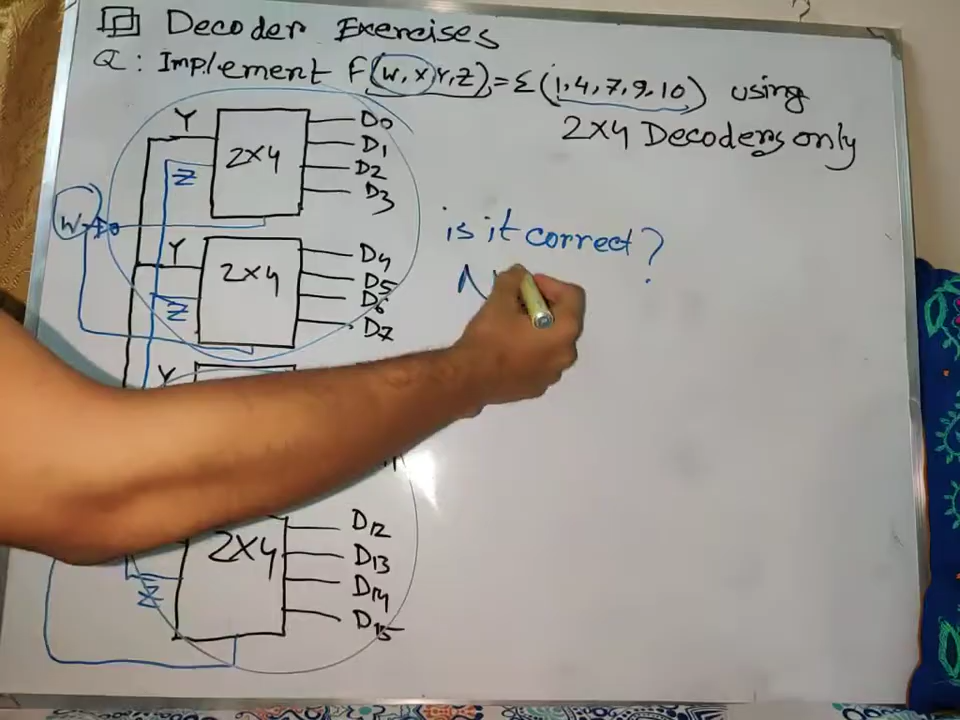 Decoder Exercises
Q: Implement F(W,X,Y,Z)=Σ(1,4,7,9,10) using
2X4 Decoders only
Y
2X4
D0
D1
Z
D2
D3
W
is it correct?
Y
2X4
D4
D5
D6
Z
D7
N
Y
D12
2X4
D13
Z
D14
D15